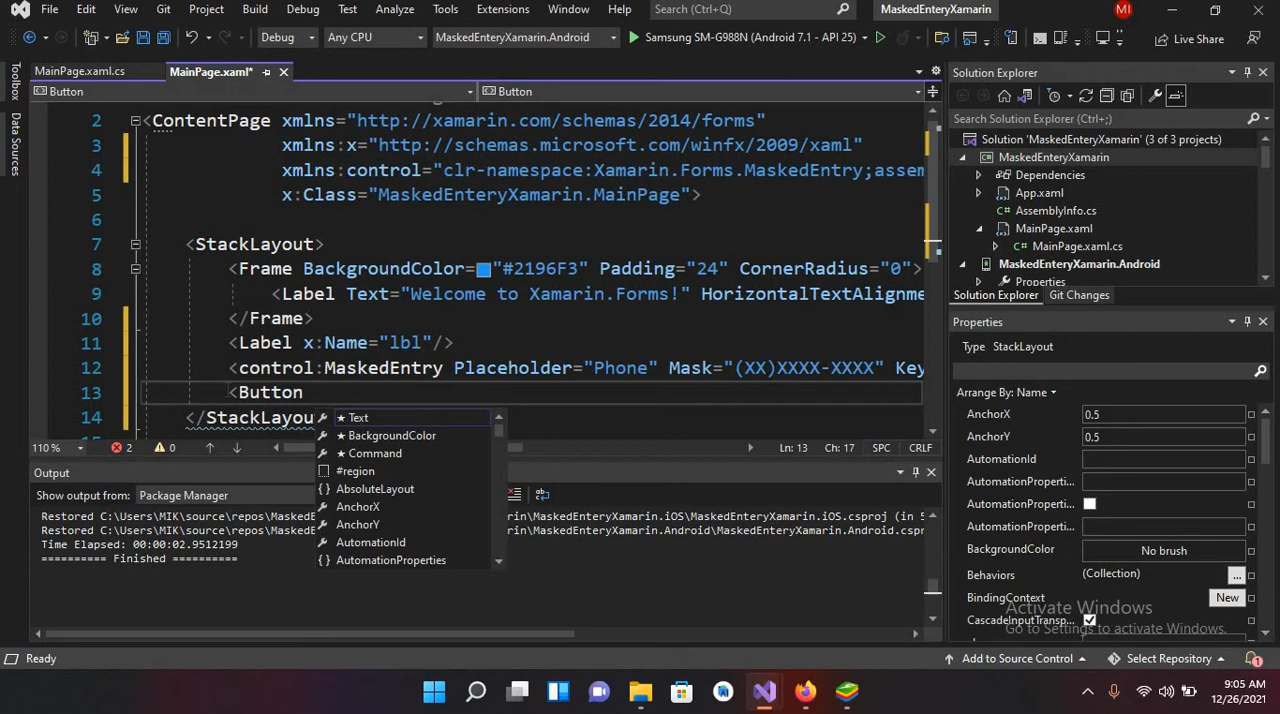 File Edit View Git Project Build Debug Test Analyze Tools Extensions Window Help Search (Ctrl+Q) MaskedEnteryXamarin MI
Debug Any CPU MaskedEnteryXamarin.Android Samsung SM-G988N (Android 7.1 - API 25) Live Share
Toolbox
Data Sources
MainPage.xaml.cs MainPage.xaml*
Button Button
2 <ContentPage xmlns="http://xamarin.com/schemas/2014/forms"
3 xmlns:x="http://schemas.microsoft.com/winfx/2009/xaml"
4 xmlns:control="clr-namespace:Xamarin.Forms.MaskedEntery;assem
5 x:Class="MaskedEnteryXamarin.MainPage">
6
7 <StackLayout>
8 <Frame BackgroundColor="#2196F3" Padding="24" CornerRadius="0">
9 <Label Text="Welcome to Xamarin.Forms!" HorizontalTextAlignme
10 </Frame>
11 <Label x:Name="lbl"/>
12 <control:MaskedEntry Placeholder="Phone" Mask="(XX)XXXX-XXXX" Key
13 <Button
14 </StackLayou
★ Text
★ BackgroundColor
★ Command
#region
AbsoluteLayout
AnchorX
AnchorY
AutomationId
AutomationProperties
110 % 2 0 Ln: 13 Ch: 17 SPC CRLF
Output
Show output from: Package Manager
Restored C:\Users\MIK\source\repos\Masked
Restored C:\Users\MIK\source\repos\Masked
Time Elapsed: 00:00:02.9512199
========== Finished ==========
arin\MaskedEnteryXamarin.iOS\MaskedEnteryXamarin.iOS.csproj (in 5
arin\MaskedEnteryXamarin.Android\MaskedEnteryXamarin.Android.cspr
Solution Explorer
Search Solution Explorer (Ctrl+;)
Solution 'MaskedEnteryXamarin' (3 of 3 projects)
MaskedEnteryXamarin
Dependencies
App.xaml
C# AssemblyInfo.cs
MainPage.xaml
C# MainPage.xaml.cs
MaskedEnteryXamarin.Android
Properties
Solution Explorer Git Changes
Properties
Type StackLayout
Arrange By: Name
AnchorX 0.5
AnchorY 0.5
AutomationId
AutomationProperti...
AutomationProperti...
AutomationProperti...
BackgroundColor No brush
Behaviors (Collection) ...
BindingContext New
CascadeInputTransp...
Activate Windows
Go to Settings to activate Windows.
Ready Add to Source Control Select Repository 1
9:05 AM
12/26/2021